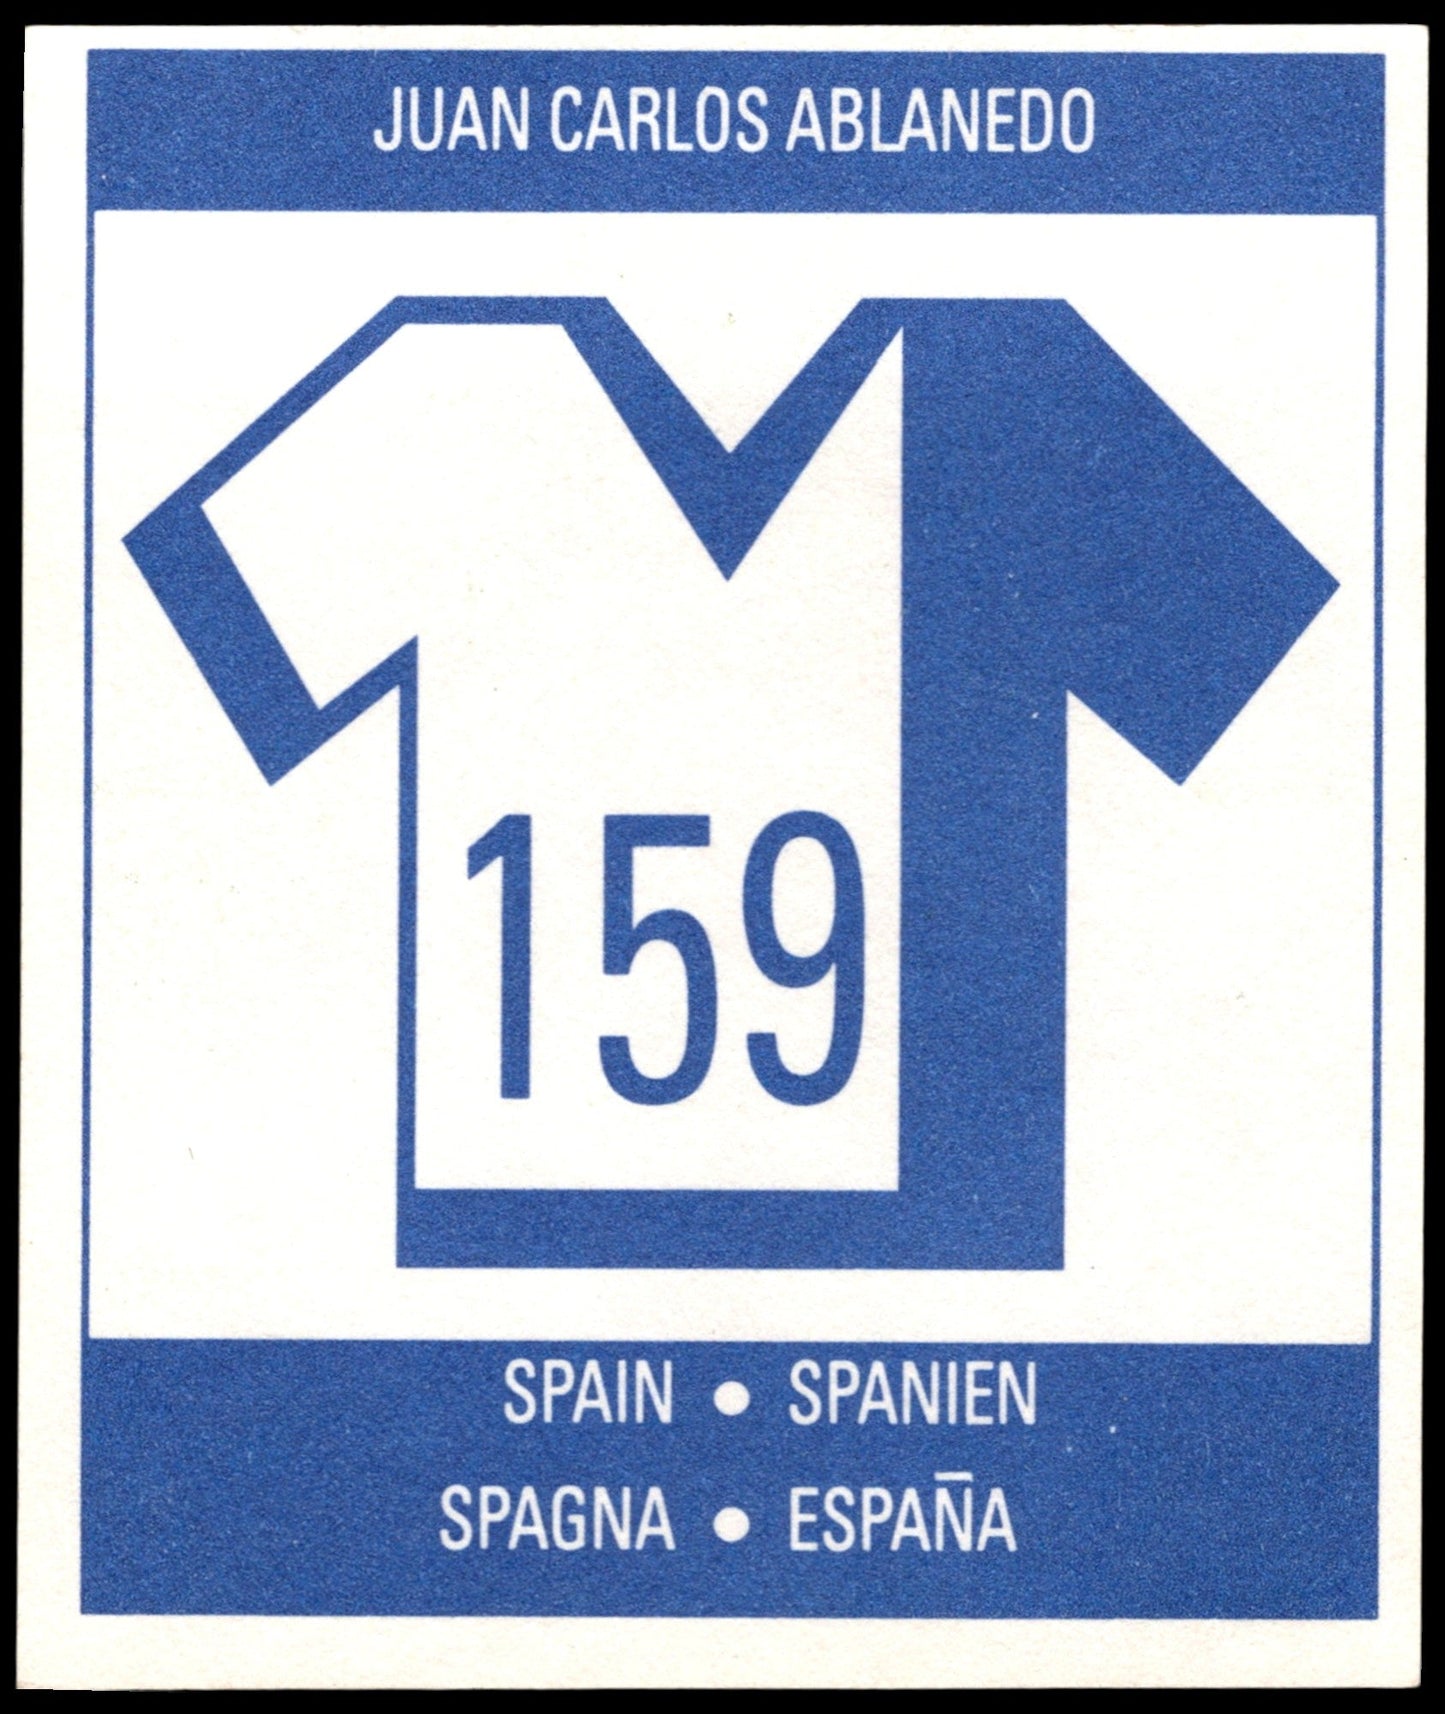 JUAN CARLOS ABLANEDO
159
SPAIN • SPANIEN
SPAGNA • ESPAÑA